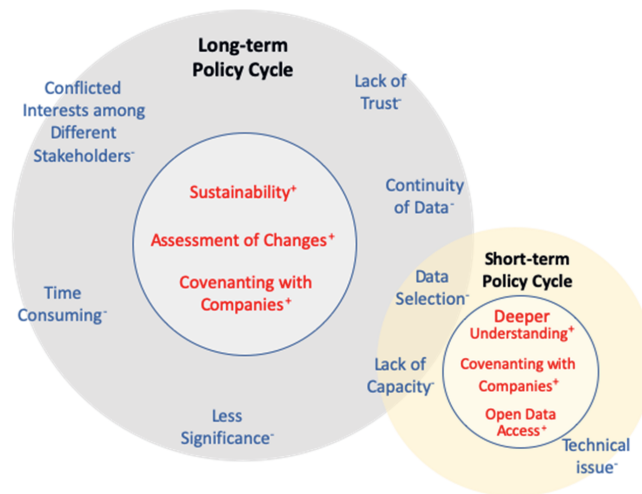 Long-term
Policy Cycle
Conflicted
Interests among
Different
Stakeholders⁻
Lack of
Trust⁻
Sustainability⁺
Assessment of Changes⁺
Covenanting with
Companies⁺
Continuity
of Data⁻
Time
Consuming⁻
Less
Significance⁻
Data
Selection⁻
Lack of
Capacity⁻
Short-term
Policy Cycle
Deeper
Understanding⁺
Covenanting with
Companies⁺
Open Data
Access⁺
Technical
issue⁻